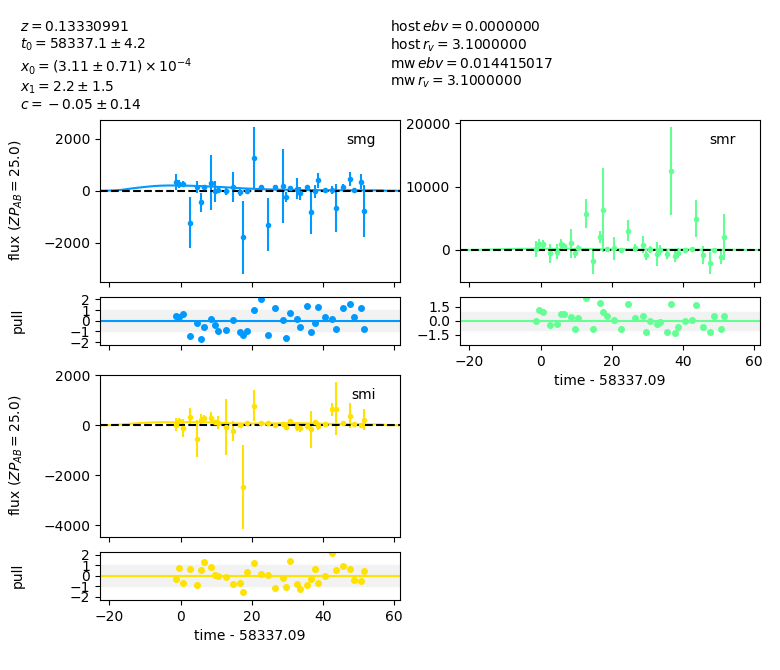 z = 0.13330991
t0 = 58337.1 ± 4.2
x0 = (3.11 ± 0.71) × 10^−4
x1 = 2.2 ± 1.5
c = −0.05 ± 0.14
host ebv = 0.0000000
host rv = 3.1000000
mw ebv = 0.014415017
mw rv = 3.1000000
smg
flux (ZPAB = 25.0)
2000
0
−2000
pull
2
1
0
−1
−2
smr
20000
10000
0
1.5
0.0
−1.5
−20 0 20 40 60
time - 58337.09
smi
flux (ZPAB = 25.0)
2000
0
−2000
−4000
pull
2
1
0
−1
−2
−20 0 20 40 60
time - 58337.09